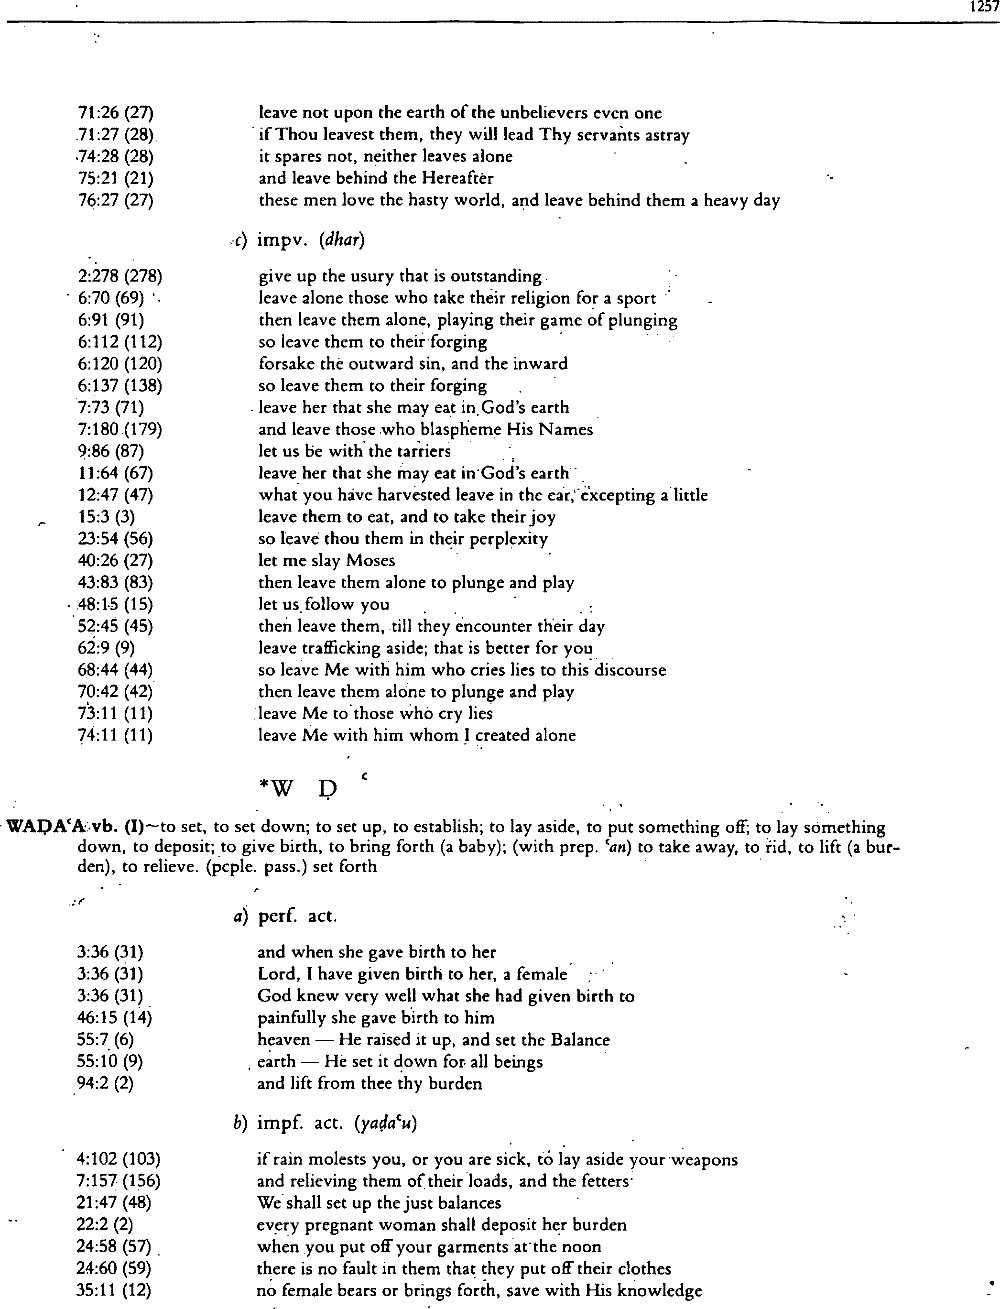 1257
71:26 (27) leave not upon the earth of the unbelievers even one
71:27 (28) if Thou leavest them, they will lead Thy servants astray
74:28 (28) it spares not, neither leaves alone
75:21 (21) and leave behind the Hereafter
76:27 (27) these men love the hasty world, and leave behind them a heavy day
c) impv. (dhar)
2:278 (278) give up the usury that is outstanding
6:70 (69) leave alone those who take their religion for a sport
6:91 (91) then leave them alone, playing their game of plunging
6:112 (112) so leave them to their forging
6:120 (120) forsake the outward sin, and the inward
6:137 (138) so leave them to their forging
7:73 (71) leave her that she may eat in God's earth
7:180 (179) and leave those who blaspheme His Names
9:86 (87) let us be with the tarriers
11:64 (67) leave her that she may eat in God's earth
12:47 (47) what you have harvested leave in the ear, excepting a little
15:3 (3) leave them to eat, and to take their joy
23:54 (56) so leave thou them in their perplexity
40:26 (27) let me slay Moses
43:83 (83) then leave them alone to plunge and play
48:15 (15) let us follow you
52:45 (45) then leave them, till they encounter their day
62:9 (9) leave trafficking aside; that is better for you
68:44 (44) so leave Me with him who cries lies to this discourse
70:42 (42) then leave them alone to plunge and play
73:11 (11) leave Me to those who cry lies
74:11 (11) leave Me with him whom I created alone
*W Ḍ ʿ
WAḌAʿA vb. (I)~to set, to set down; to set up, to establish; to lay aside, to put something off; to lay something
down, to deposit; to give birth, to bring forth (a baby); (with prep. ʿan) to take away, to rid, to lift (a bur-
den), to relieve. (pcple. pass.) set forth
a) perf. act.
3:36 (31) and when she gave birth to her
3:36 (31) Lord, I have given birth to her, a female
3:36 (31) God knew very well what she had given birth to
46:15 (14) painfully she gave birth to him
55:7 (6) heaven — He raised it up, and set the Balance
55:10 (9) earth — He set it down for all beings
94:2 (2) and lift from thee thy burden
b) impf. act. (yaḍaʿu)
4:102 (103) if rain molests you, or you are sick, to lay aside your weapons
7:157 (156) and relieving them of their loads, and the fetters
21:47 (48) We shall set up the just balances
22:2 (2) every pregnant woman shall deposit her burden
24:58 (57) when you put off your garments at the noon
24:60 (59) there is no fault in them that they put off their clothes
35:11 (12) no female bears or brings forth, save with His knowledge